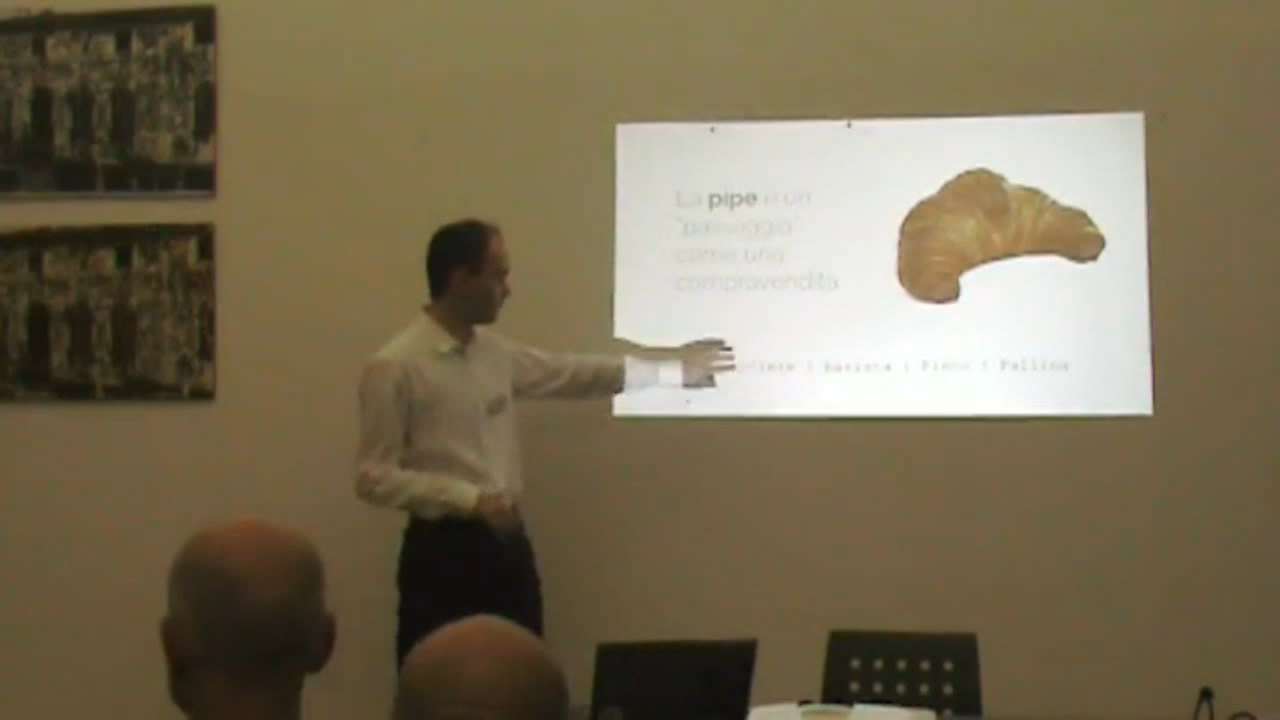 La pipe è un
"passaggio"
come una
compravendita
| barista | Pinco | Pallino